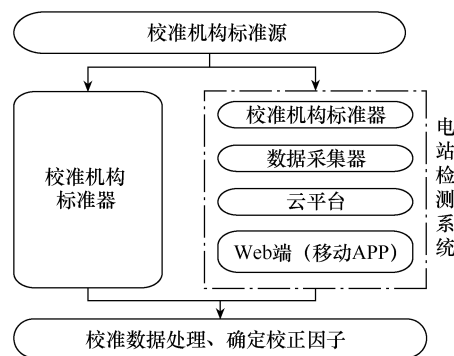 校准机构标准源
校准机构
标准器
校准机构标准器
数据采集器
云平台
Web端（移动APP）
电站检测系统
校准数据处理、确定校正因子